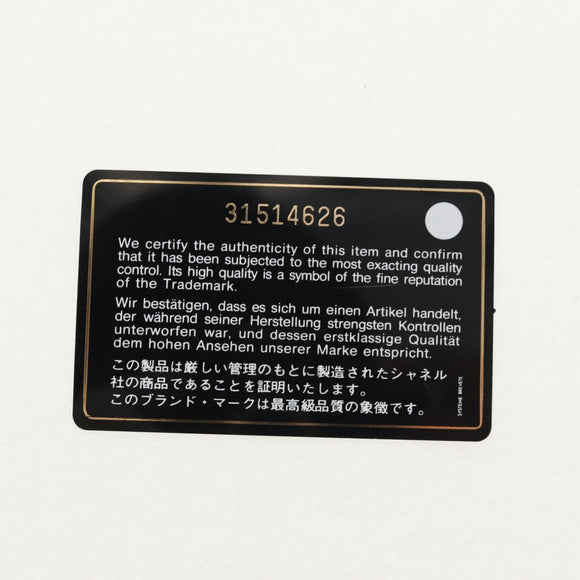 31514626
We certify the authenticity of this item and confirm
that it has been subjected to the most exacting quality
control. Its high quality is a symbol of the fine reputation
of the Trademark.
Wir bestätigen, dass es sich um einen Artikel handelt,
der während seiner Herstellung strengsten Kontrollen
unterworfen war, und dessen erstklassige Qualität
dem hohen Ansehen unserer Marke entspricht.
この製品は厳しい管理のもとに製造されたシャネル
社の商品であることを証明いたします。
このブランド・マークは最高級品質の象徴です。
SYSTEME BREVETE